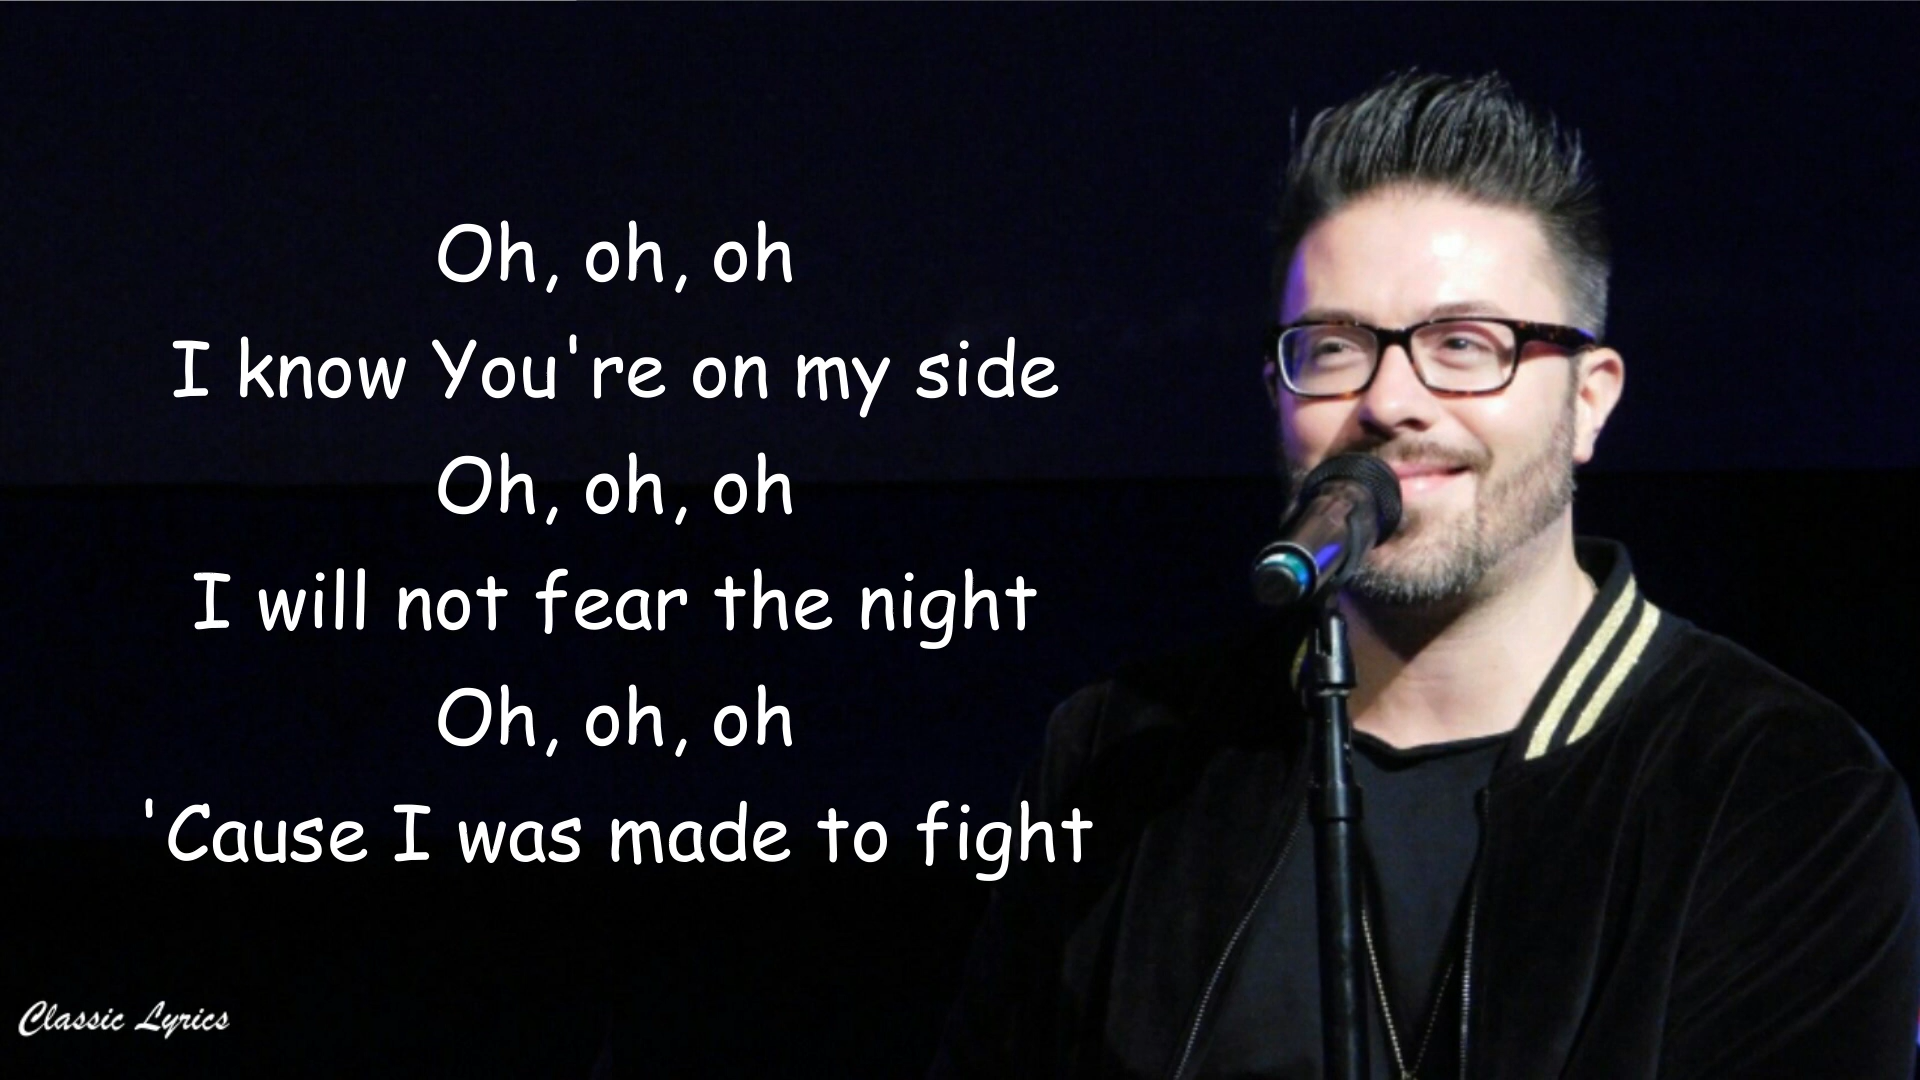 Oh, oh, oh
I know You're on my side
Oh, oh, oh
I will not fear the night
Oh, oh, oh
'Cause I was made to fight
Classic Lyrics